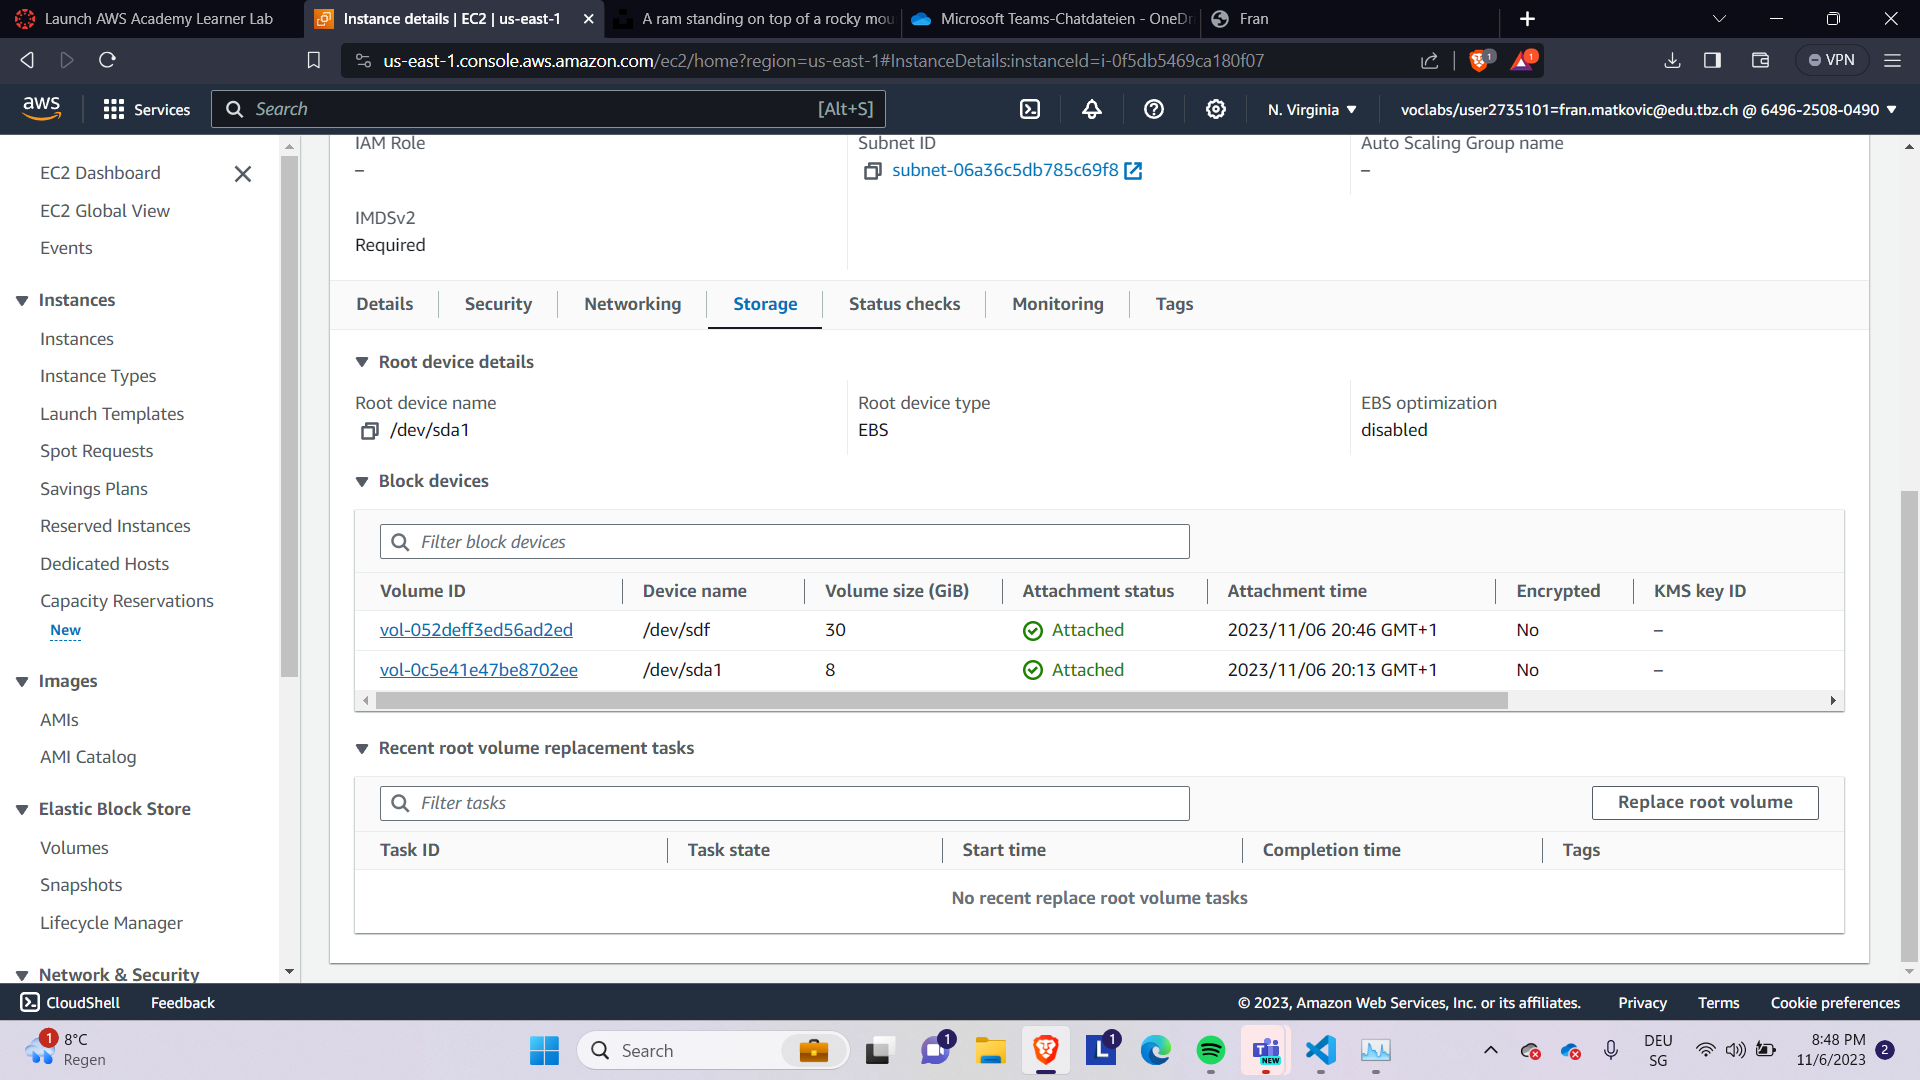 Launch AWS Academy Learner Lab
Instance details | EC2 | us-east-1
A ram standing on top of a rocky mou
Microsoft Teams-Chatdateien - OneDri
Fran
us-east-1.console.aws.amazon.com/ec2/home?region=us-east-1#InstanceDetails:instanceId=i-0f5db5469ca180f07
1
1
VPN
aws
Services
Search
[Alt+S]
N. Virginia
voclabs/user2735101=fran.matkovic@edu.tbz.ch @ 6496-2508-0490
EC2 Dashboard
EC2 Global View
Events
Instances
Instances
Instance Types
Launch Templates
Spot Requests
Savings Plans
Reserved Instances
Dedicated Hosts
Capacity Reservations
New
Images
AMIs
AMI Catalog
Elastic Block Store
Volumes
Snapshots
Lifecycle Manager
Network & Security
IAM Role
–
Subnet ID
subnet-06a36c5db785c69f8
Auto Scaling Group name
–
IMDSv2
Required
Details
Security
Networking
Storage
Status checks
Monitoring
Tags
Root device details
Root device name
/dev/sda1
Root device type
EBS
EBS optimization
disabled
Block devices
Filter block devices
Volume ID Device name Volume size (GiB) Attachment status Attachment time Encrypted KMS key ID
vol-052deff3ed56ad2ed /dev/sdf 30 Attached 2023/11/06 20:46 GMT+1 No –
vol-0c5e41e47be8702ee /dev/sda1 8 Attached 2023/11/06 20:13 GMT+1 No –
Recent root volume replacement tasks
Filter tasks
Replace root volume
Task ID Task state Start time Completion time Tags
No recent replace root volume tasks
CloudShell
Feedback
© 2023, Amazon Web Services, Inc. or its affiliates.
Privacy
Terms
Cookie preferences
1
8°C
Regen
Search
1
L
1
NEW
DEU
SG
8:48 PM
11/6/2023
2